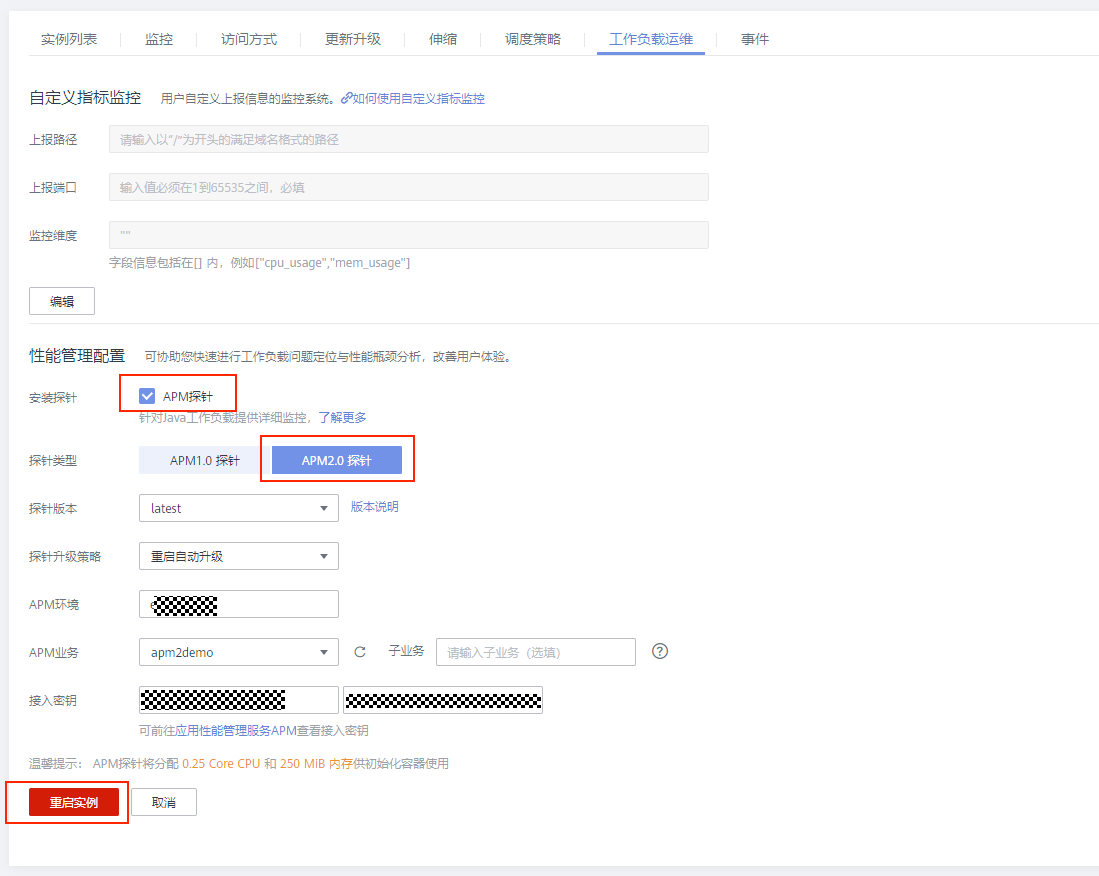 实例列表 监控 访问方式 更新升级 伸缩 调度策略 工作负载运维 事件
自定义指标监控 用户自定义上报信息的监控系统。 如何使用自定义指标监控
上报路径 请输入以“/”为开头的满足域名格式的路径
上报端口 输入值必须在1到65535之间，必填
监控维度 ""
字段信息包括在[] 内，例如["cpu_usage","mem_usage"]
编辑
性能管理配置 可协助您快速进行工作负载问题定位与性能瓶颈分析，改善用户体验。
安装探针 APM探针
针对Java工作负载提供详细监控，了解更多
探针类型 APM1.0 探针 APM2.0 探针
探针版本 latest 版本说明
探针升级策略 重启自动升级
APM环境
APM业务 apm2demo 子业务 请输入子业务（选填） ?
接入密钥
可前往应用性能管理服务APM查看接入密钥
温馨提示： APM探针将分配 0.25 Core CPU 和 250 MiB 内存供初始化容器使用
重启实例 取消